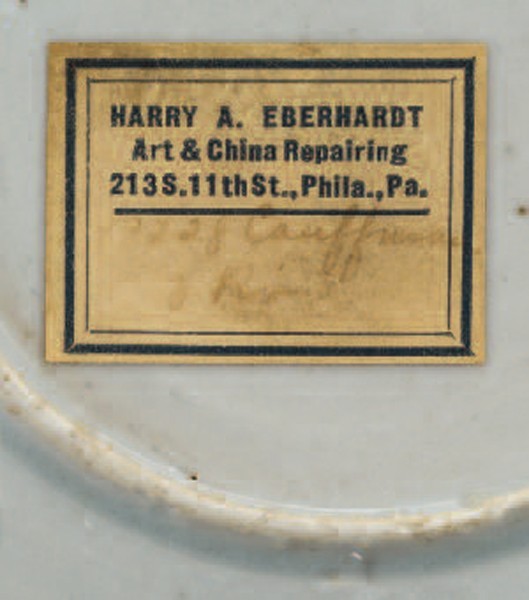 HARRY A. EBERHARDT
Art & China Repairing
213 S. 11th St., Phila., Pa.